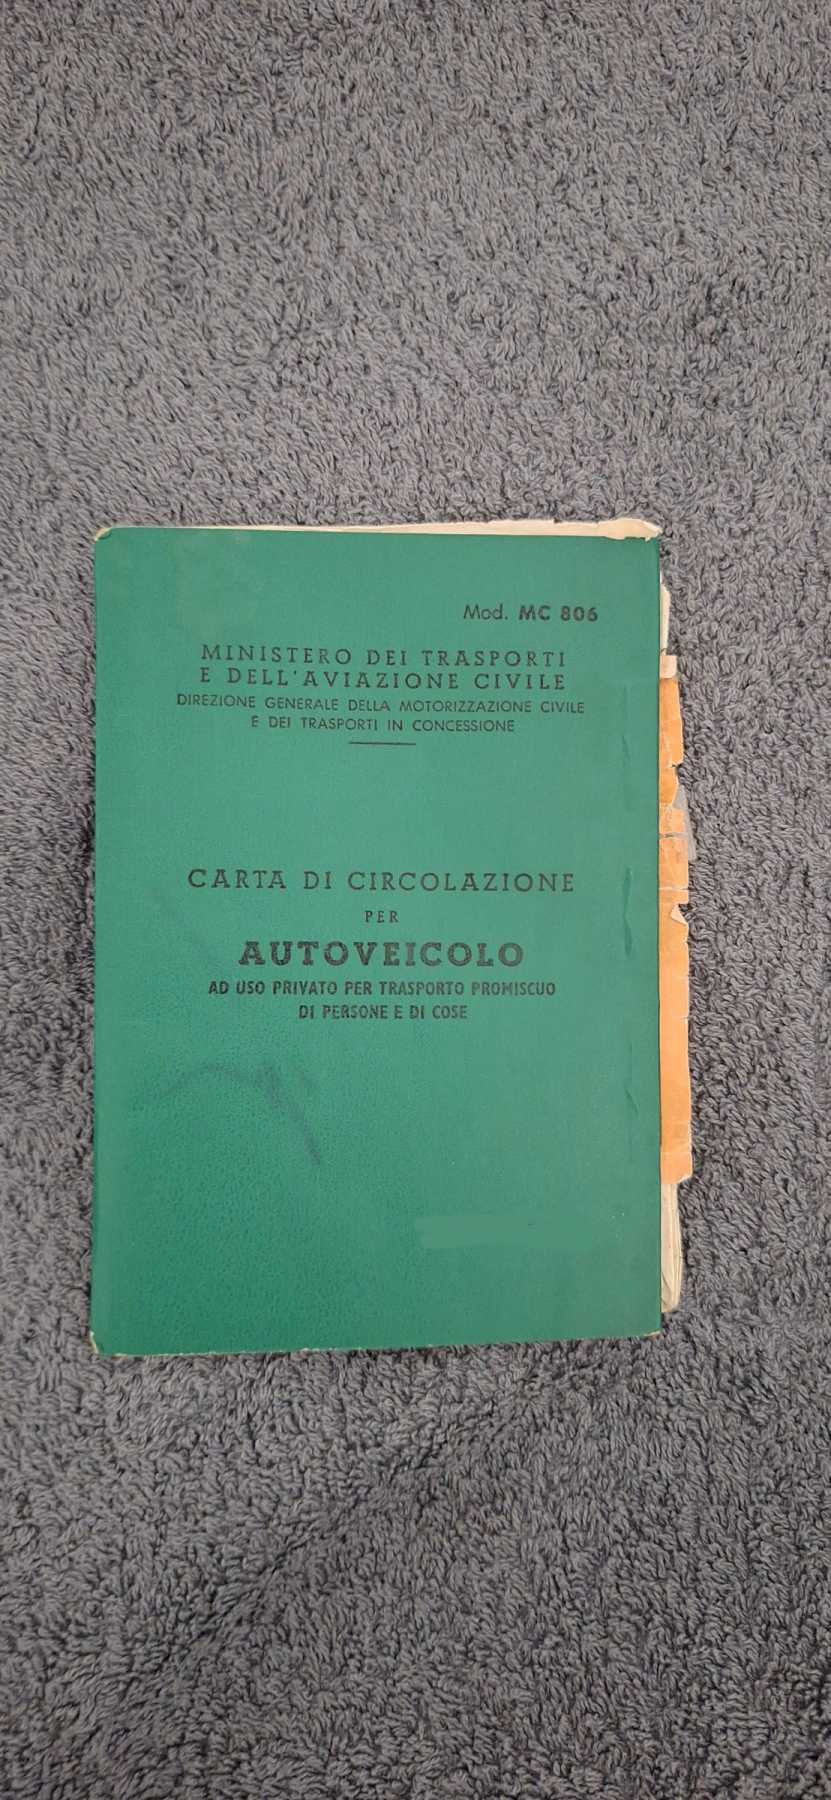 Mod. MC 806
MINISTERO DEI TRASPORTI
E DELL'AVIAZIONE CIVILE
DIREZIONE GENERALE DELLA MOTORIZZAZIONE CIVILE
E DEI TRASPORTI IN CONCESSIONE
CARTA DI CIRCOLAZIONE
PER
AUTOVEICOLO
AD USO PRIVATO PER TRASPORTO PROMISCUO
DI PERSONE E DI COSE